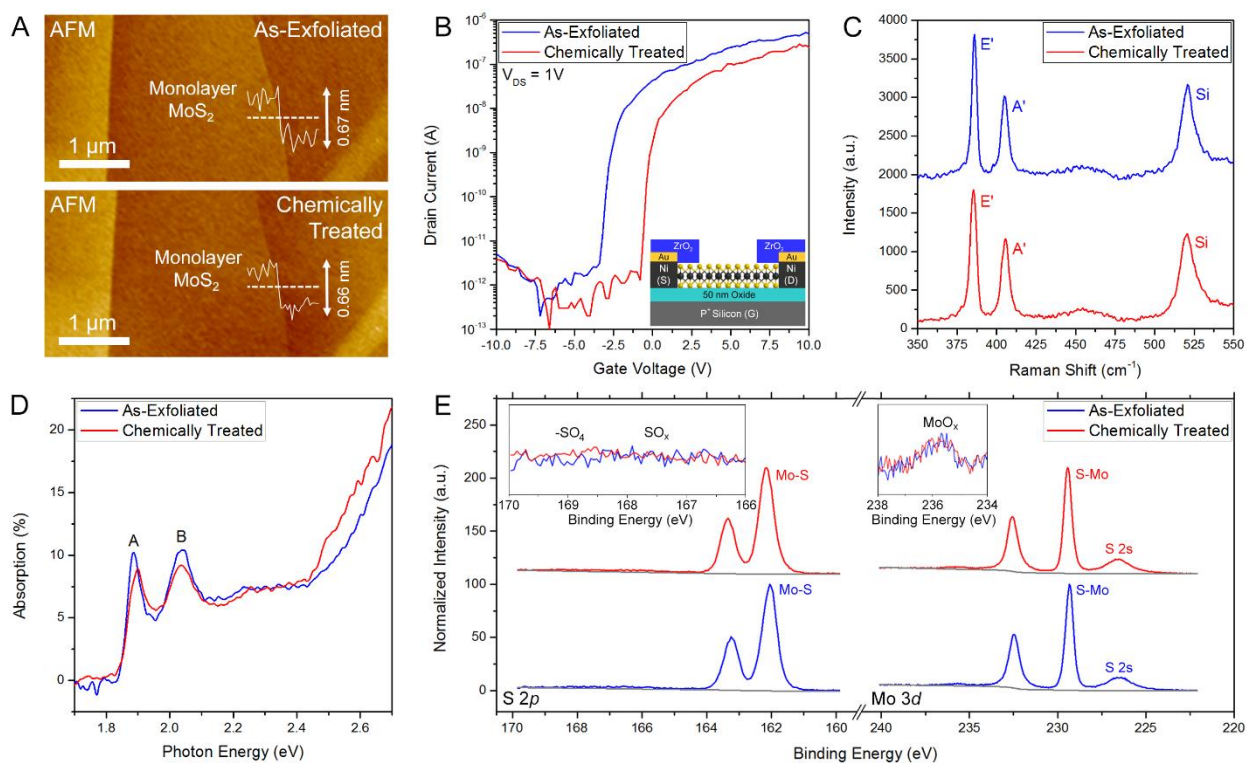 A
AFM
As-Exfoliated
Monolayer
MoS₂
0.67 nm
1 µm
AFM
Chemically
Treated
Monolayer
MoS₂
0.66 nm
1 µm
B
As-Exfoliated
Chemically Treated
V_DS = 1V
10⁻⁶
10⁻⁷
10⁻⁸
10⁻⁹
10⁻¹⁰
10⁻¹¹
10⁻¹²
10⁻¹³
Drain Current (A)
-10.0 -7.5 -5.0 -2.5 0.0 2.5 5.0 7.5 10.0
Gate Voltage (V)
ZrO₂
ZrO₂
Au
Au
Ni
(S)
Ni
(D)
50 nm Oxide
P⁺ Silicon (G)
C
As-Exfoliated
Chemically Treated
E'
A'
Si
E'
A'
Si
4000
3500
3000
2500
2000
1500
1000
500
0
Intensity (a.u.)
350 375 400 425 450 475 500 525 550
Raman Shift (cm⁻¹)
D
As-Exfoliated
Chemically Treated
A
B
20
15
10
5
0
Absorption (%)
1.8 2.0 2.2 2.4 2.6
Photon Energy (eV)
E
As-Exfoliated
Chemically Treated
-SO₄
SOₓ
170 169 168 167 166
Binding Energy (eV)
MoOₓ
238 236 234
Binding Energy (eV)
Mo-S
S-Mo
S 2s
Mo-S
S-Mo
S 2s
250
200
150
100
50
0
Normalized Intensity (a.u.)
S 2p
Mo 3d
170 168 166 164 162 160
240 235 230 225 220
Binding Energy (eV)